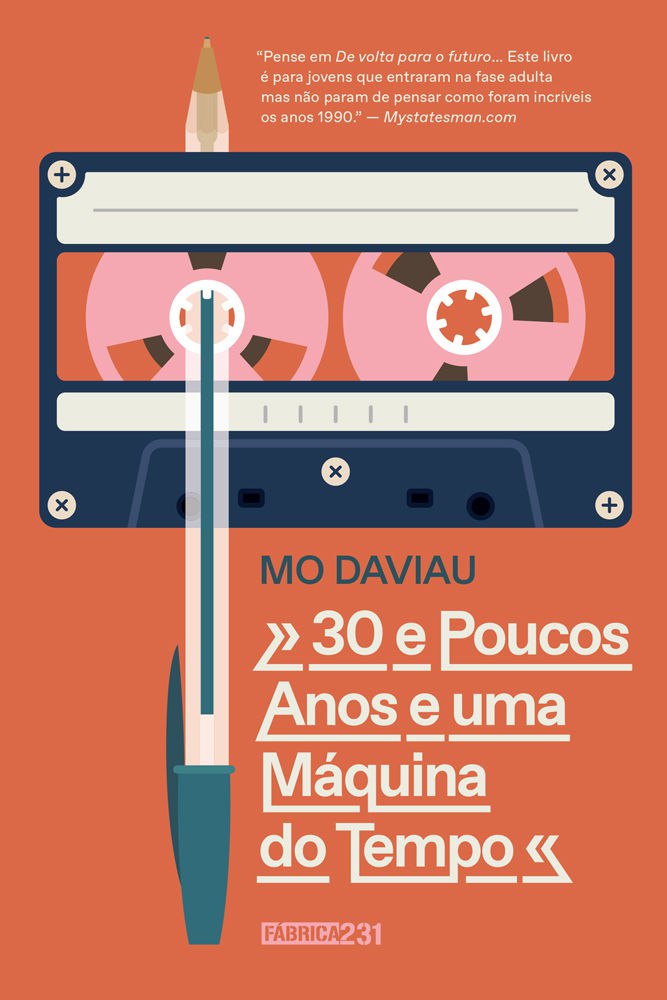 “Pense em De volta para o futuro... Este livro
é para jovens que entraram na fase adulta
mas não param de pensar como foram incríveis
os anos 1990.” — Mystatesman.com
MO DAVIAU
» 30 e Poucos
Anos e uma
Máquina
do Tempo «
FÁBRICA231